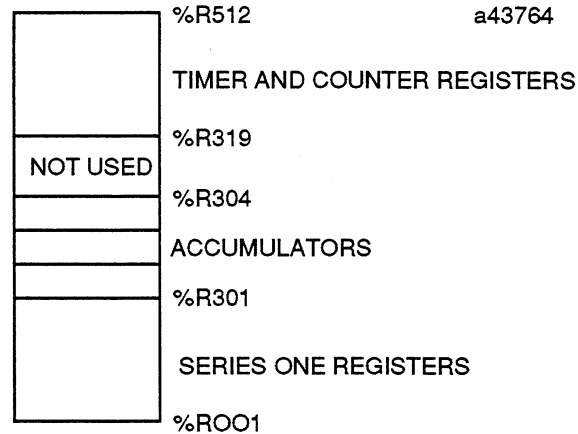 %R512 a43764
TIMER AND COUNTER REGISTERS
%R319
NOT USED
%R304
ACCUMULATORS
%R301
SERIES ONE REGISTERS
%ROO1